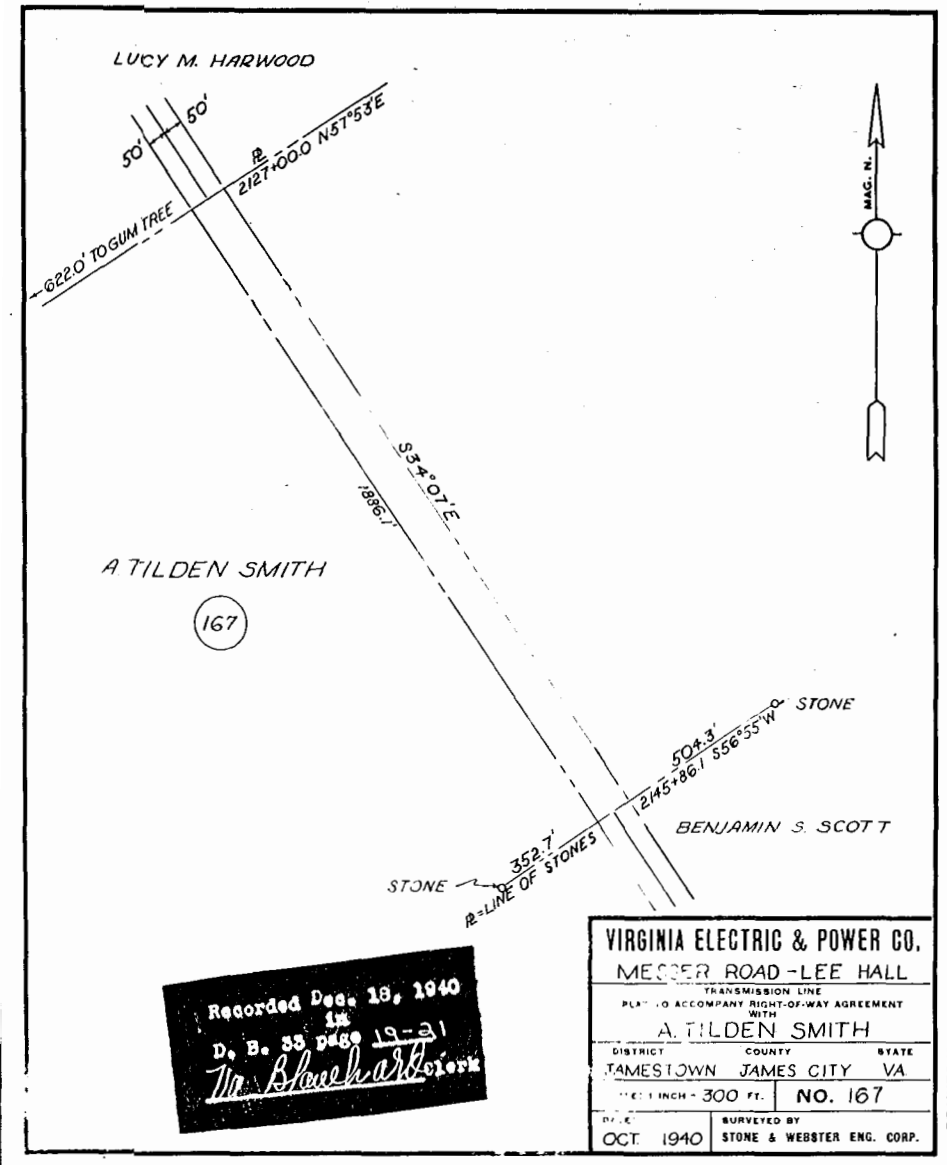 LUCY M. HARWOOD
50'
50'
℄
2127+00.0 N57°53'E
MAG. N.
622.0' TO GUM TREE
S34°07'E
1886.1'
A. TILDEN SMITH
167
STONE
504.3'
2145+86.1 S56°55'W
BENJAMIN S. SCOTT
352.7'
STONE
=LINE OF STONES
VIRGINIA ELECTRIC & POWER CO.
ROAD-LEE HALL
TRANSMISSION LINE
TO ACCOMPANY RIGHT-OF-WAY AGREEMENT
WITH
A. TILDEN SMITH
DISTRICT COUNTY STATE
JAMESTOWN JAMES CITY VA
1 INCH - 300 FT. NO. 167
SURVEYED BY
OCT. 1940 STONE & WEBSTER ENG. CORP.
Recorded Dec. 18, 1940
in
D. B. 33 page 19-21
Clerk